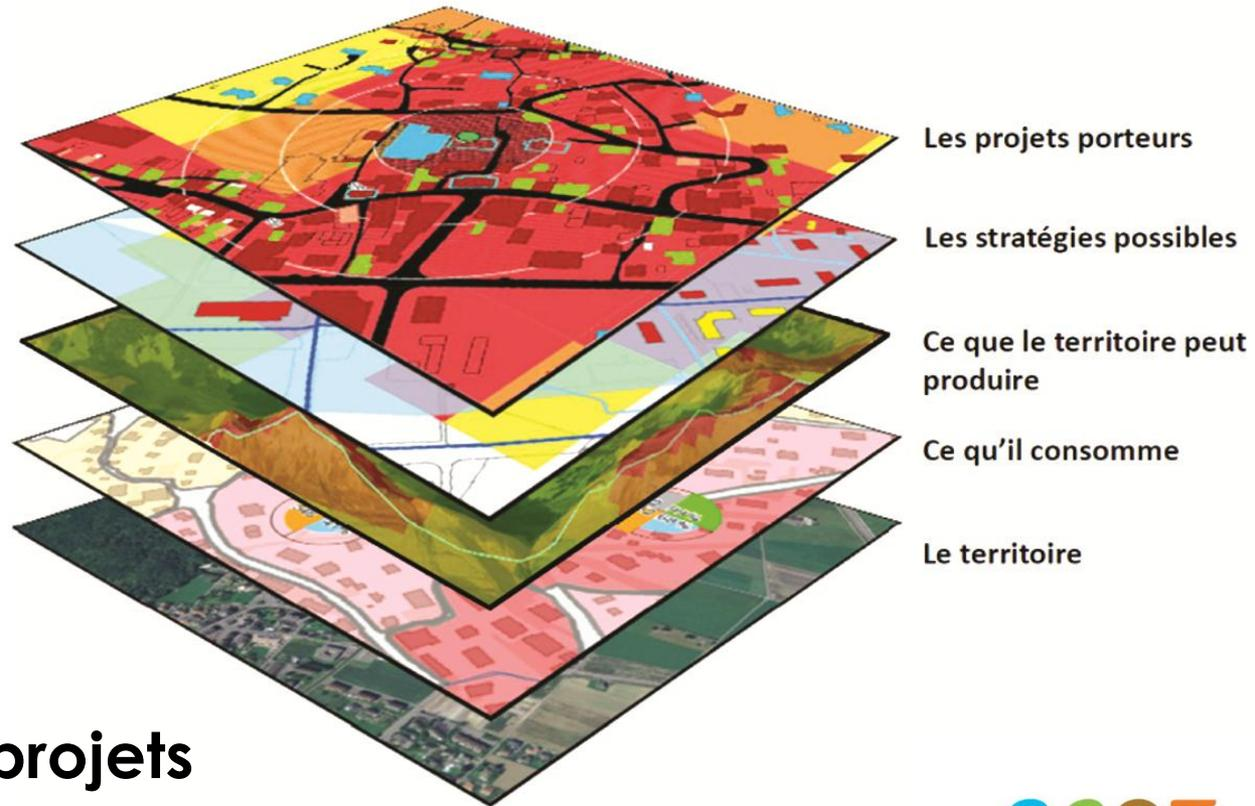 Les projets porteurs
Les stratégies possibles
Ce que le territoire peut
produire
Ce qu'il consomme
Le territoire
projets